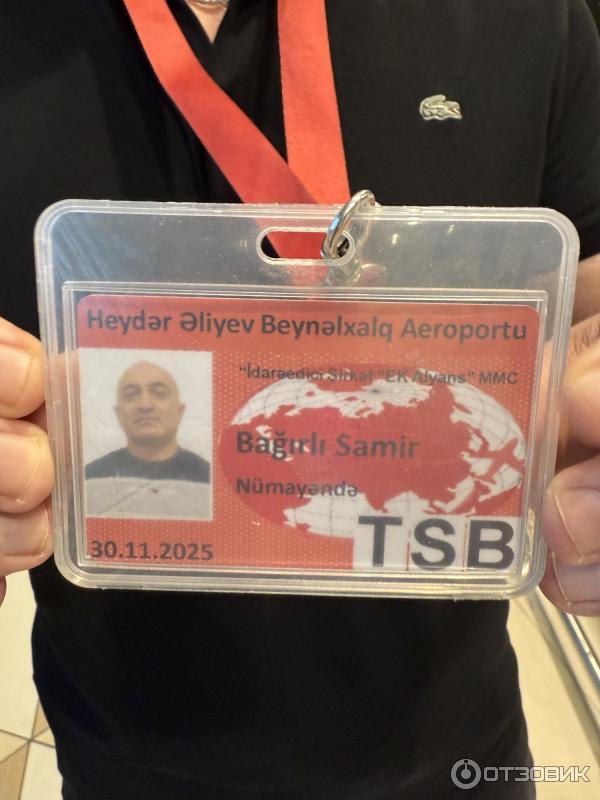 Heydər Əliyev Beynəlxalq Aeroportu
"İdarəedici Şirkət "EK Alyans" MMC
Bağırlı Samir
Nümayəndə
30.11.2025
TSB
ОТЗОВИК